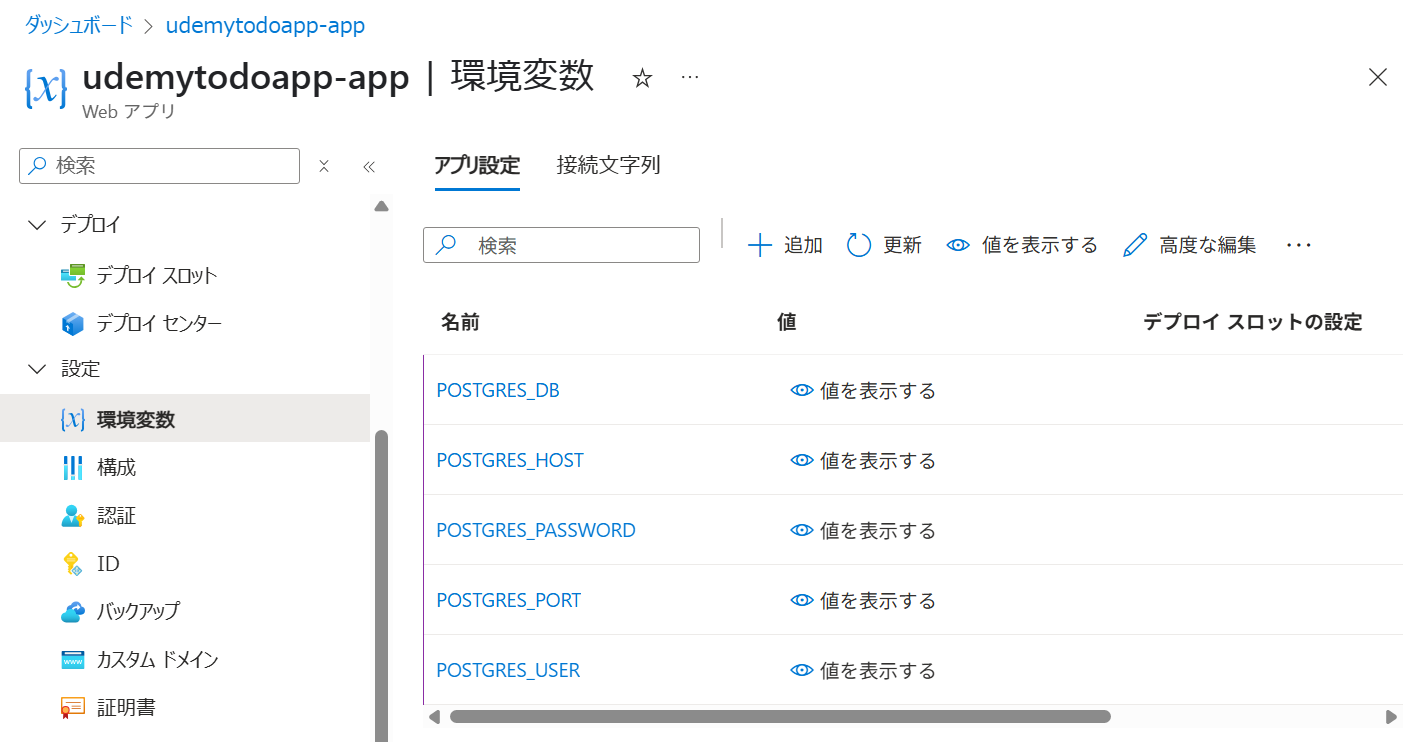 ダッシュボード > udemytodoapp-app
udemytodoapp-app | 環境変数
Web アプリ
検索
デプロイ
デプロイ スロット
デプロイ センター
設定
環境変数
構成
認証
ID
バックアップ
カスタム ドメイン
証明書
アプリ設定 接続文字列
検索 追加 更新 値を表示する 高度な編集
名前 値 デプロイ スロットの設定
POSTGRES_DB 値を表示する
POSTGRES_HOST 値を表示する
POSTGRES_PASSWORD 値を表示する
POSTGRES_PORT 値を表示する
POSTGRES_USER 値を表示する